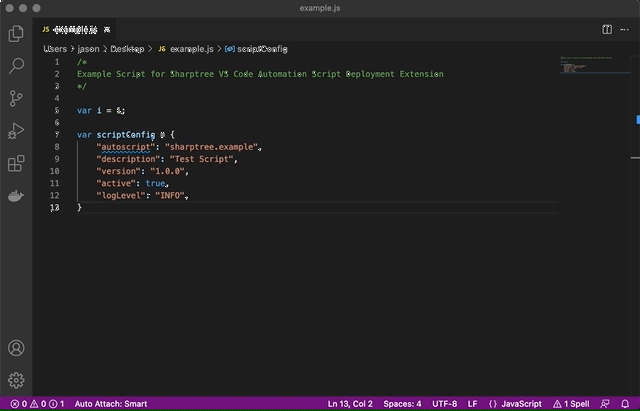 example.js
JS example.js
Users > jason > Desktop > JS example.js > scriptConfig
1 /*
2 Example Script for Sharptree VS Code Automation Script Deployment Extension
3 */
4
5 var i = 5;
6
7 var scriptConfig = {
8 "autoscript": "sharptree.example",
9 "description": "Test Script",
10 "version": "1.0.0",
11 "active": true,
12 "logLevel": "INFO",
13 }
0 0 1 Auto Attach: Smart Ln 13, Col 2 Spaces: 4 UTF-8 LF {} JavaScript 1 Spell